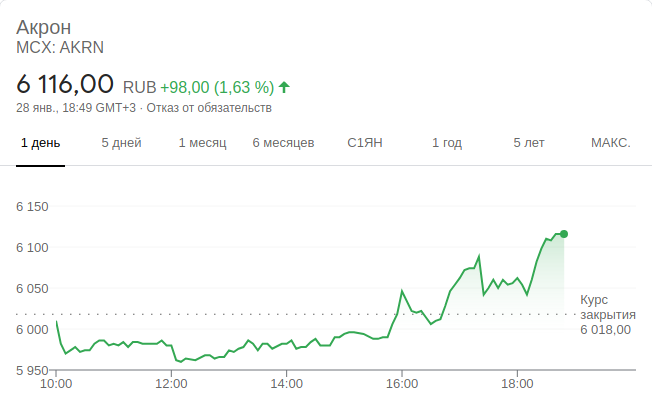 Акрон
MCX: AKRN
6 116,00 RUB +98,00 (1,63 %)
28 янв., 18:49 GMT+3 · Отказ от обязательств
1 день 5 дней 1 месяц 6 месяцев С1ЯН 1 год 5 лет МАКС.
6 150
6 100
6 050
Курс
закрытия
6 018,00
6 000
5 950
10:00 12:00 14:00 16:00 18:00